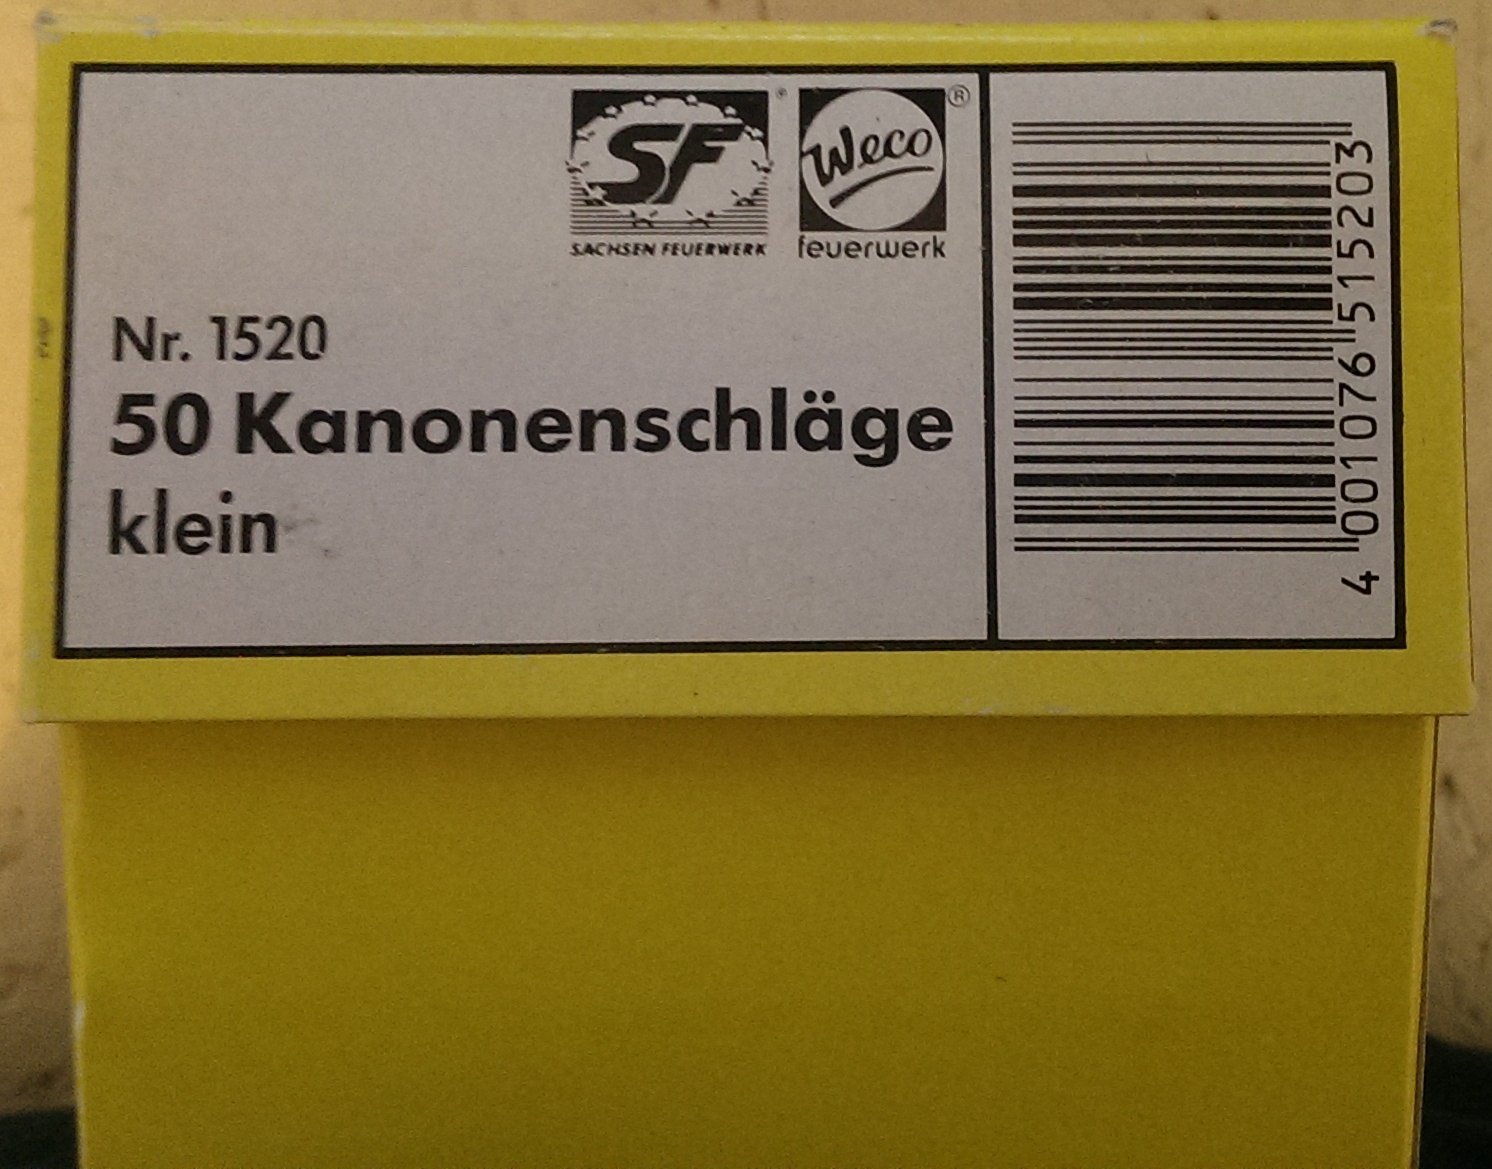 SF
SACHSEN FEUERWERK
Weco ®
feuerwerk
Nr. 1520
50 Kanonenschläge
klein
4 001076 515203